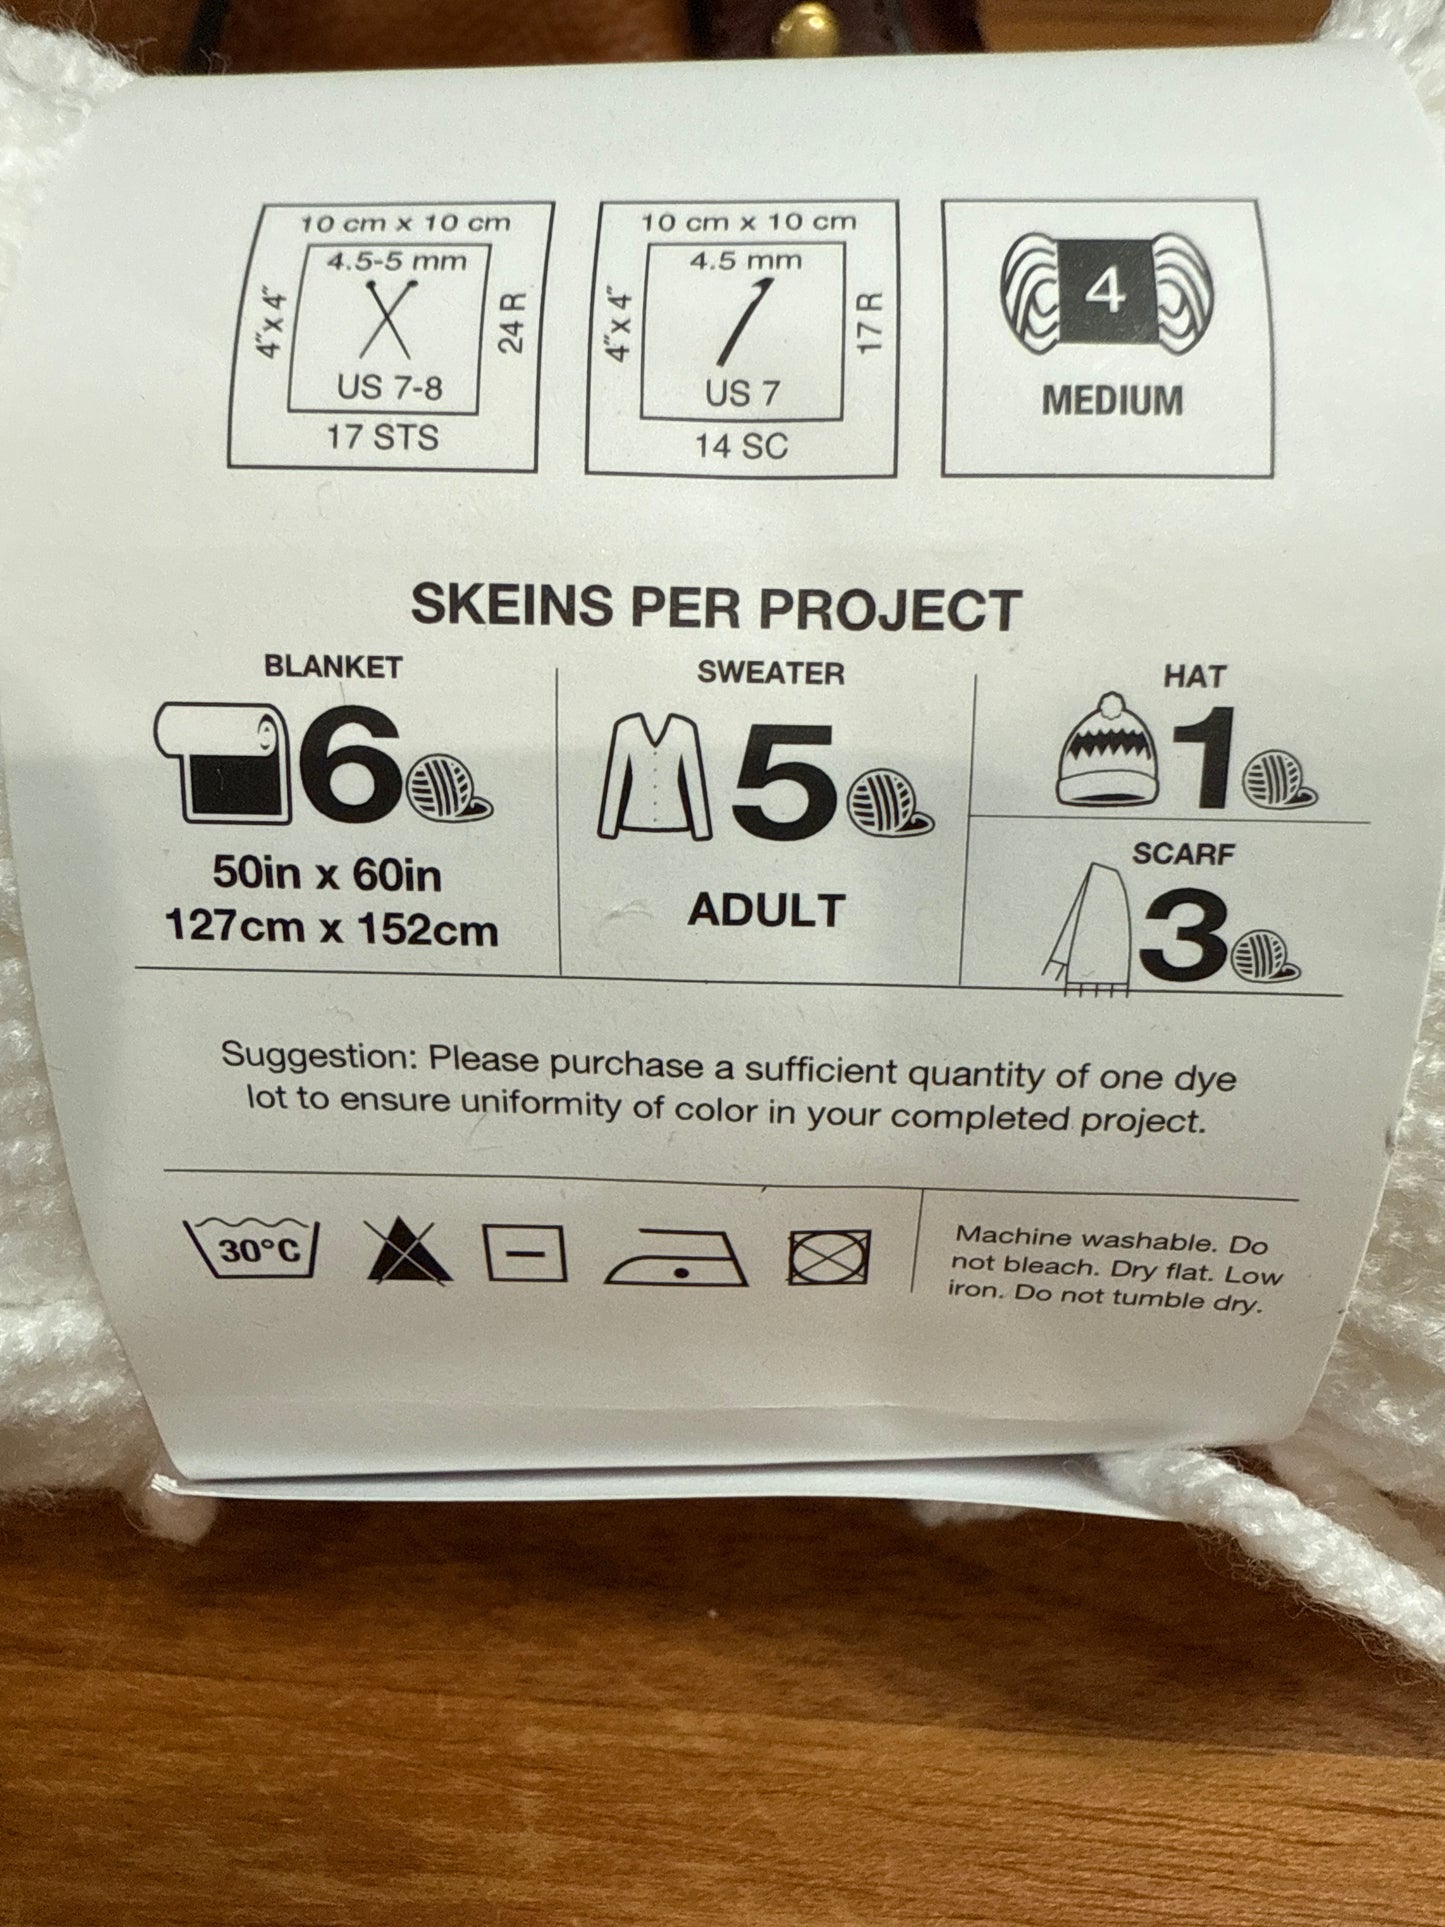 10 cm x 10 cm
4"x 4"
4.5-5 mm
US 7-8
24 R
17 STS
10 cm x 10 cm
4"x 4"
4.5 mm
US 7
17 R
14 SC
4
MEDIUM
SKEINS PER PROJECT
BLANKET
6
50in x 60in
127cm x 152cm
SWEATER
5
ADULT
HAT
1
SCARF
3
Suggestion: Please purchase a sufficient quantity of one dye
lot to ensure uniformity of color in your completed project.
30°C
Machine washable. Do
not bleach. Dry flat. Low
iron. Do not tumble dry.